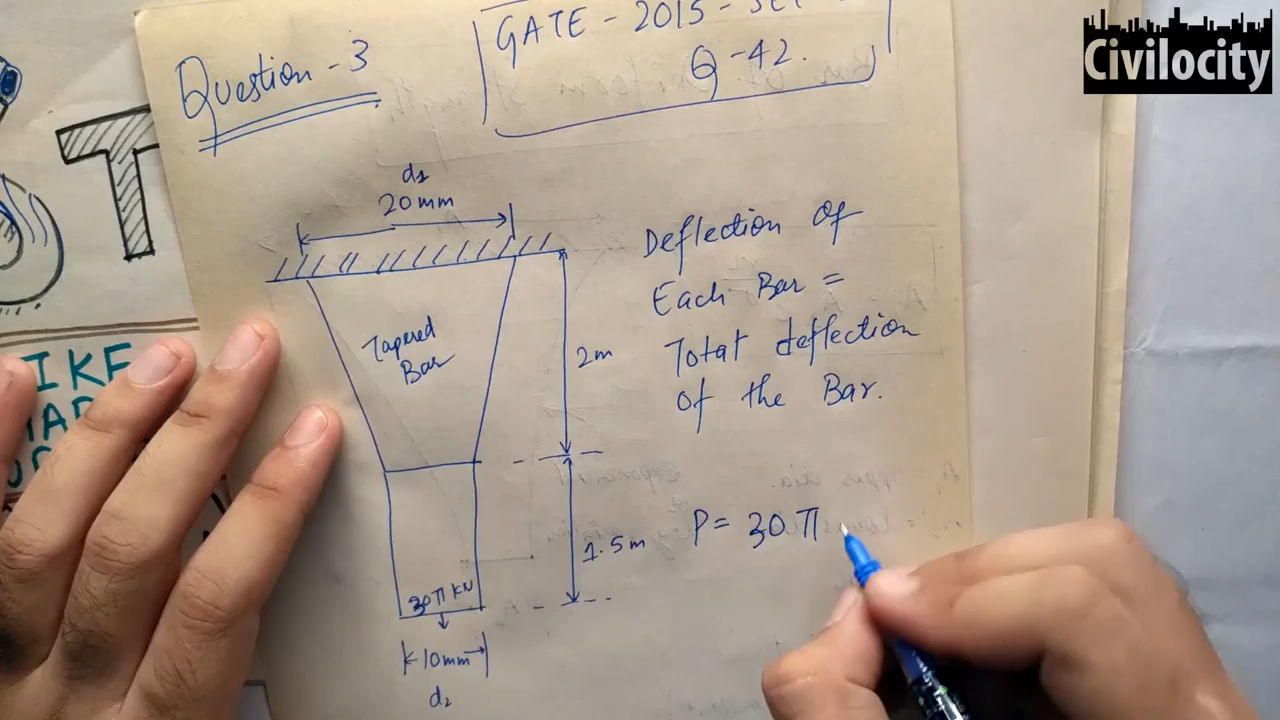 Question - 3
GATE - 2015 - SET
Q-42.
Civilocity
T
d1
20mm
Deflection Of
Each Bar =
Total deflection
Of the Bar.
Tapered
Bar
2m
P= 30 π
1.5m
30π KN
10mm
d2